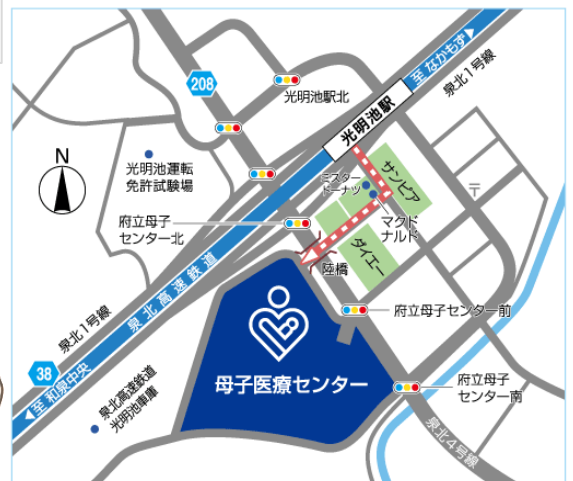 至 なかもず
泉北1号線
208
光明池駅北
光明池駅
N
光明池運転
免許試験場
サンピア
ミスター
ドーナツ
〒
マクド
ナルド
府立母子
センター北
ダイエー
陸橋
泉北高速鉄道
府立母子センター前
泉北1号線
38
母子医療センター
府立母子
センター南
至 和泉中央
泉北高速鉄道
光明池車庫
泉北4号線